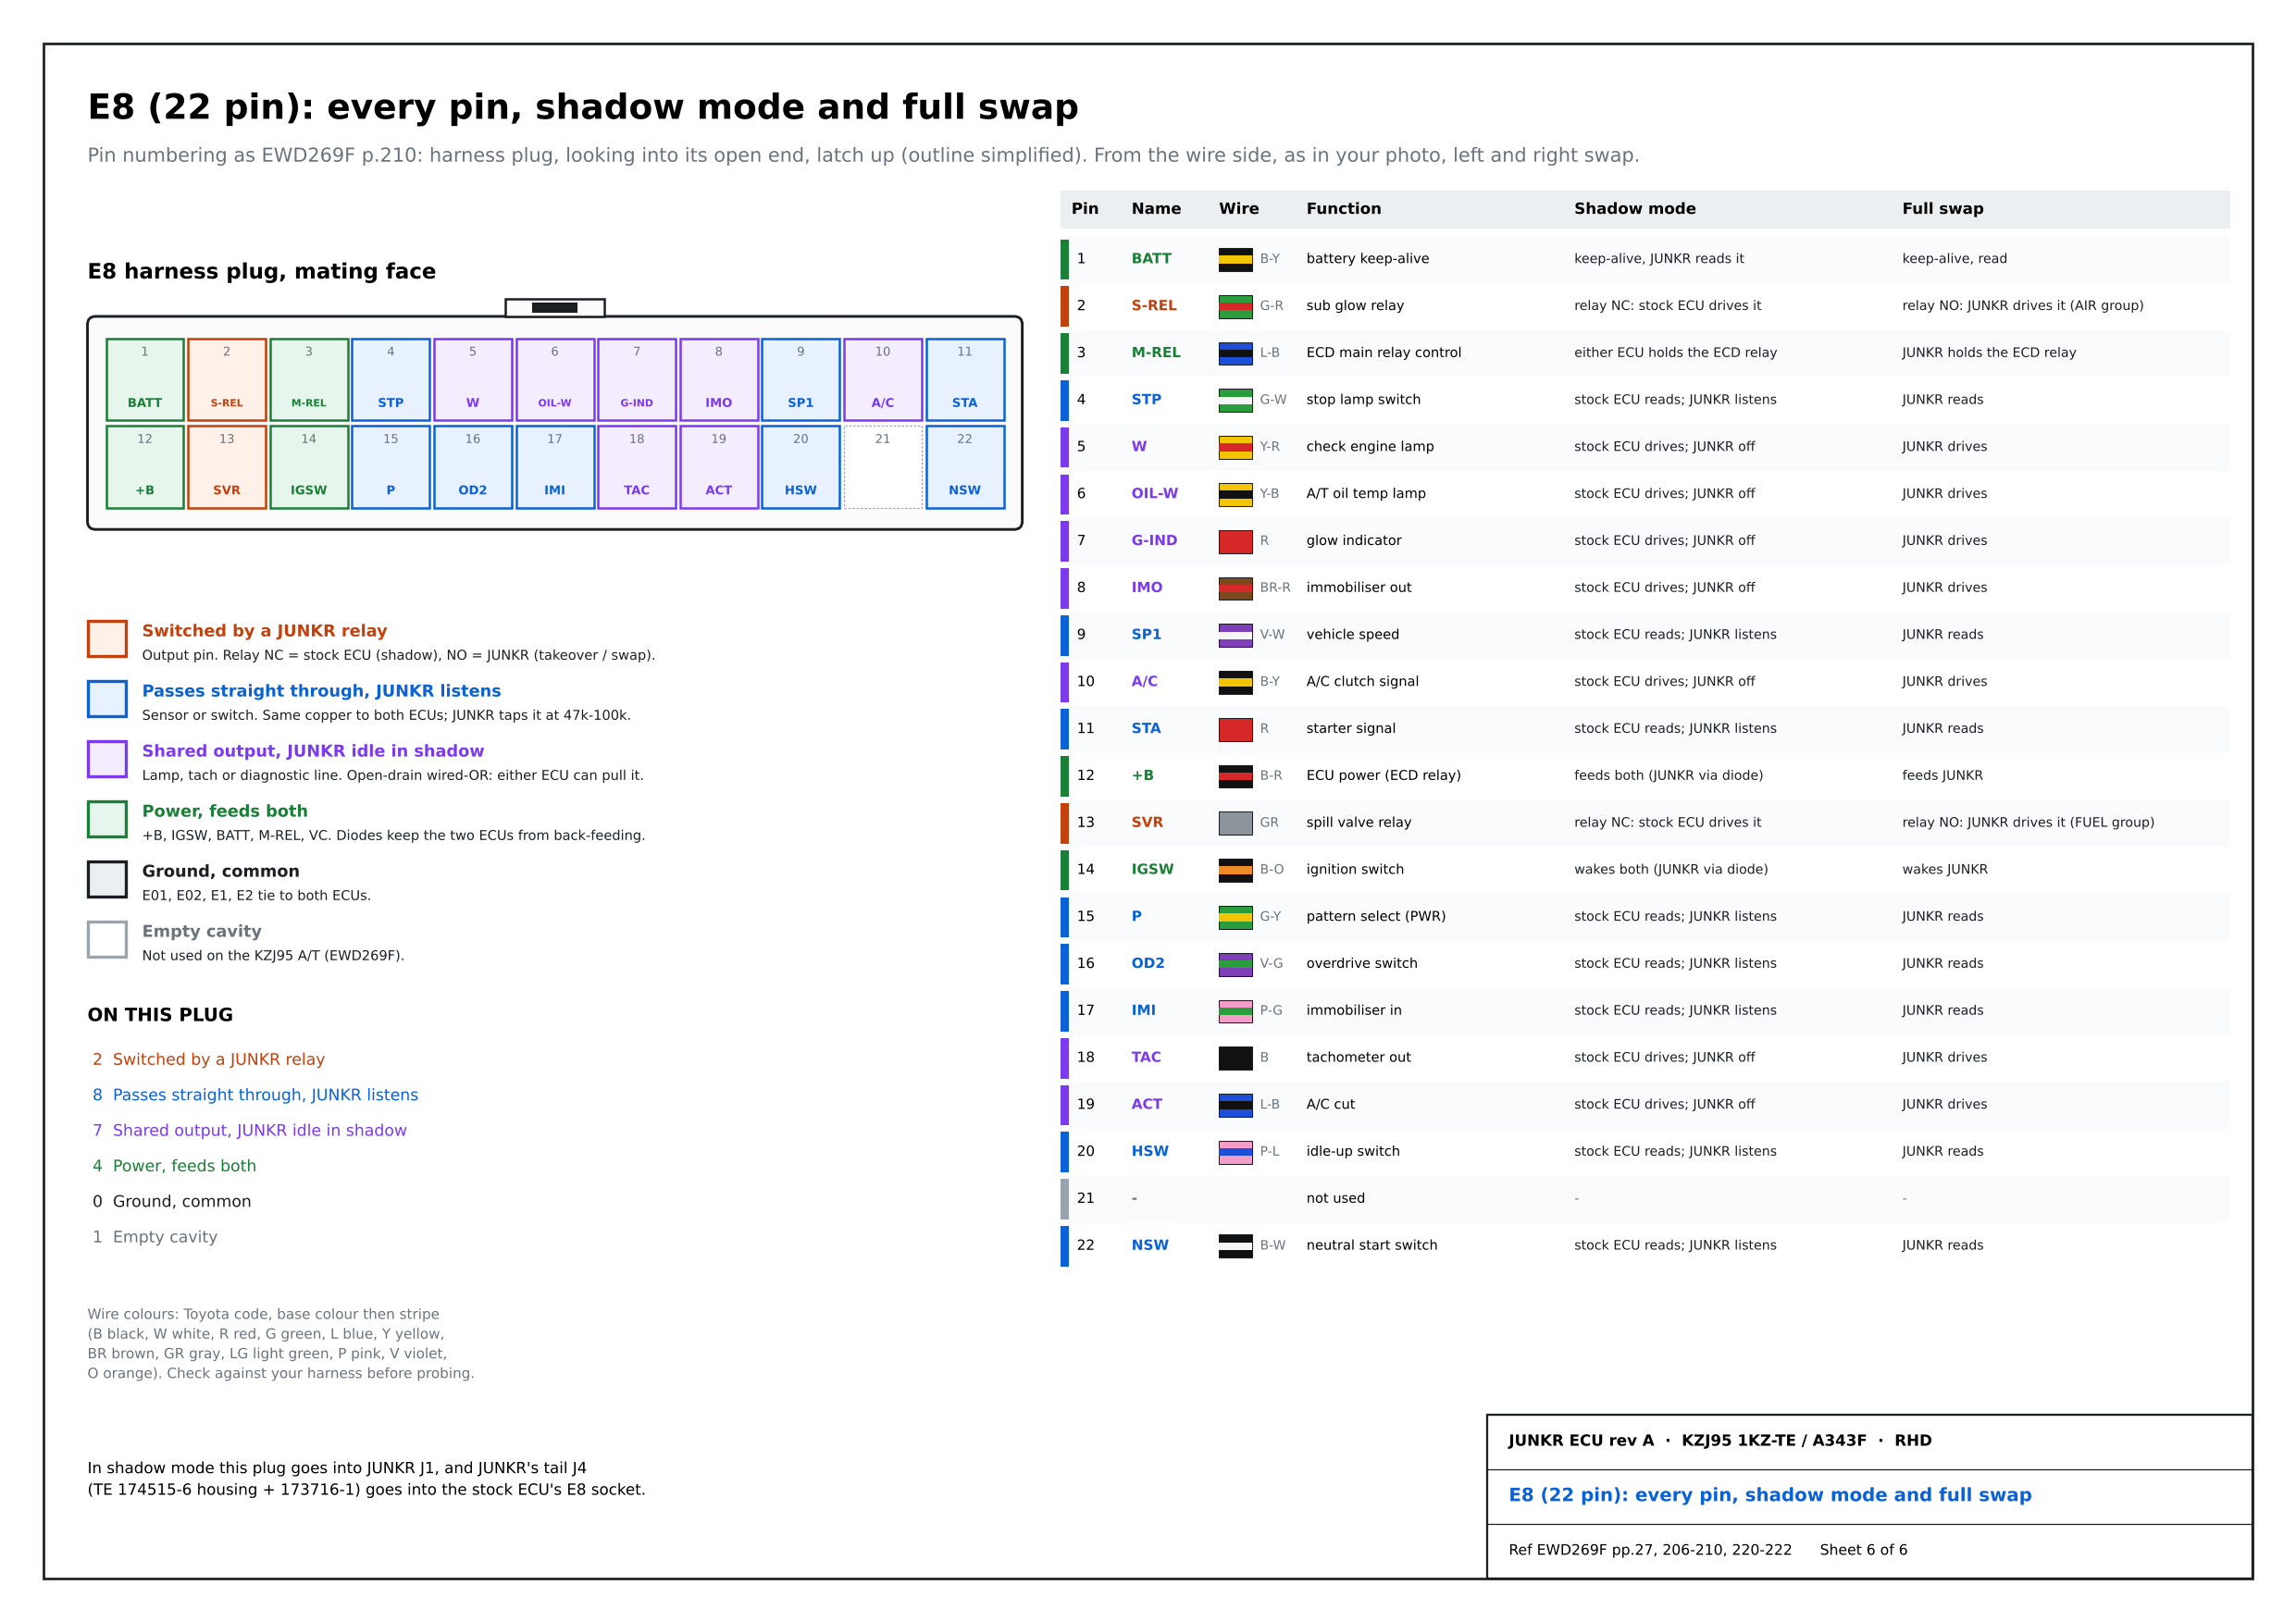 E8 (22 pin): every pin, shadow mode and full swap
Pin numbering as EWD269F p.210: harness plug, looking into its open end, latch up (outline simplified). From the wire side, as in your photo, left and right swap.
E8 harness plug, mating face
1 2 3 4 5 6 7 8 9 10 11
BATT S-REL M-REL STP W OIL-W G-IND IMO SP1 A/C STA
12 13 14 15 16 17 18 19 20 21 22
+B SVR IGSW P OD2 IMI TAC ACT HSW NSW
Switched by a JUNKR relay
Output pin. Relay NC = stock ECU (shadow), NO = JUNKR (takeover / swap).
Passes straight through, JUNKR listens
Sensor or switch. Same copper to both ECUs; JUNKR taps it at 47k-100k.
Shared output, JUNKR idle in shadow
Lamp, tach or diagnostic line. Open-drain wired-OR: either ECU can pull it.
Power, feeds both
+B, IGSW, BATT, M-REL, VC. Diodes keep the two ECUs from back-feeding.
Ground, common
E01, E02, E1, E2 tie to both ECUs.
Empty cavity
Not used on the KZJ95 A/T (EWD269F).
ON THIS PLUG
2 Switched by a JUNKR relay
8 Passes straight through, JUNKR listens
7 Shared output, JUNKR idle in shadow
4 Power, feeds both
0 Ground, common
1 Empty cavity
Wire colours: Toyota code, base colour then stripe
(B black, W white, R red, G green, L blue, Y yellow,
BR brown, GR gray, LG light green, P pink, V violet,
O orange). Check against your harness before probing.
In shadow mode this plug goes into JUNKR J1, and JUNKR's tail J4
(TE 174515-6 housing + 173716-1) goes into the stock ECU's E8 socket.
Pin Name Wire Function Shadow mode Full swap
1 BATT B-Y battery keep-alive keep-alive, JUNKR reads it keep-alive, read
2 S-REL G-R sub glow relay relay NC: stock ECU drives it relay NO: JUNKR drives it (AIR group)
3 M-REL L-B ECD main relay control either ECU holds the ECD relay JUNKR holds the ECD relay
4 STP G-W stop lamp switch stock ECU reads; JUNKR listens JUNKR reads
5 W Y-R check engine lamp stock ECU drives; JUNKR off JUNKR drives
6 OIL-W Y-B A/T oil temp lamp stock ECU drives; JUNKR off JUNKR drives
7 G-IND R glow indicator stock ECU drives; JUNKR off JUNKR drives
8 IMO BR-R immobiliser out stock ECU drives; JUNKR off JUNKR drives
9 SP1 V-W vehicle speed stock ECU reads; JUNKR listens JUNKR reads
10 A/C B-Y A/C clutch signal stock ECU drives; JUNKR off JUNKR drives
11 STA R starter signal stock ECU reads; JUNKR listens JUNKR reads
12 +B B-R ECU power (ECD relay) feeds both (JUNKR via diode) feeds JUNKR
13 SVR GR spill valve relay relay NC: stock ECU drives it relay NO: JUNKR drives it (FUEL group)
14 IGSW B-O ignition switch wakes both (JUNKR via diode) wakes JUNKR
15 P G-Y pattern select (PWR) stock ECU reads; JUNKR listens JUNKR reads
16 OD2 V-G overdrive switch stock ECU reads; JUNKR listens JUNKR reads
17 IMI P-G immobiliser in stock ECU reads; JUNKR listens JUNKR reads
18 TAC B tachometer out stock ECU drives; JUNKR off JUNKR drives
19 ACT L-B A/C cut stock ECU drives; JUNKR off JUNKR drives
20 HSW P-L idle-up switch stock ECU reads; JUNKR listens JUNKR reads
21 - not used - -
22 NSW B-W neutral start switch stock ECU reads; JUNKR listens JUNKR reads
JUNKR ECU rev A · KZJ95 1KZ-TE / A343F · RHD
E8 (22 pin): every pin, shadow mode and full swap
Ref EWD269F pp.27, 206-210, 220-222 Sheet 6 of 6